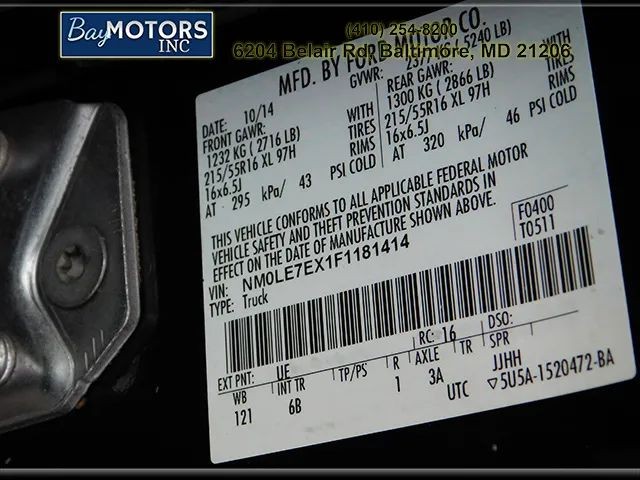 Bay MOTORS
INC
(410) 254-8200
6204 Belair Rd, Baltimore, MD 21206
MFD. BY FORD MOTOR CO.
DATE: 10/14
GVWR: 5240 LB)
FRONT GAWR:
1232 KG ( 2716 LB) WITH
215/55R16 XL 97H TIRES
16x6.5J RIMS
AT 295 kPa/ 43 PSI COLD
REAR GAWR:
1300 KG ( 2866 LB) WITH
215/55R16 XL 97H TIRES
16x6.5J RIMS
AT 320 kPa/ 46 PSI COLD
THIS VEHICLE CONFORMS TO ALL APPLICABLE FEDERAL MOTOR
VEHICLE SAFETY AND THEFT PREVENTION STANDARDS IN
EFFECT ON THE DATE OF MANUFACTURE SHOWN ABOVE.
VIN: NM0LE7EX1F1181414
TYPE: Truck
F0400
T0511
EXT PNT: UE RC: 16 DSO:
WB INT TR TP/PS R AXLE TR SPR
121 6B 1 3A JJHH
UTC ▽5U5A-1520472-BA